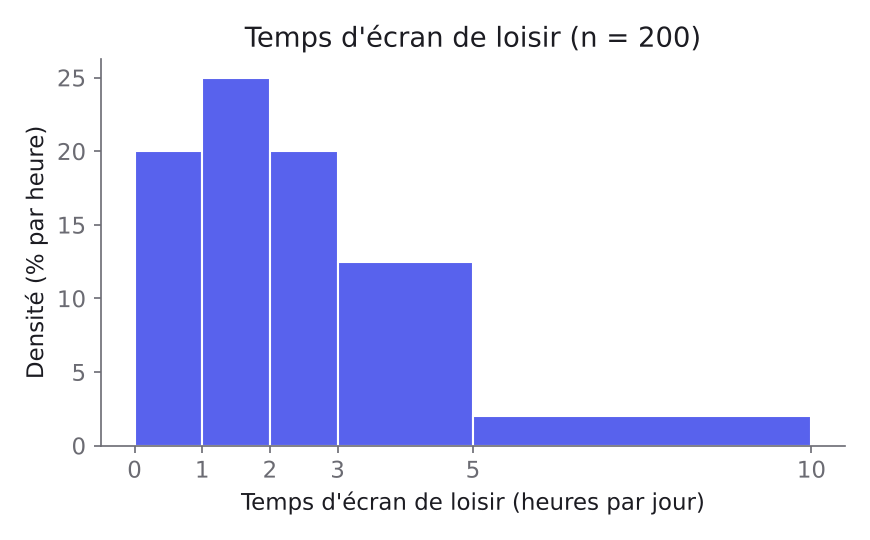 Temps d'écran de loisir (n = 200)
Densité (% par heure)
25
20
15
10
5
0
0 1 2 3 5 10
Temps d'écran de loisir (heures par jour)